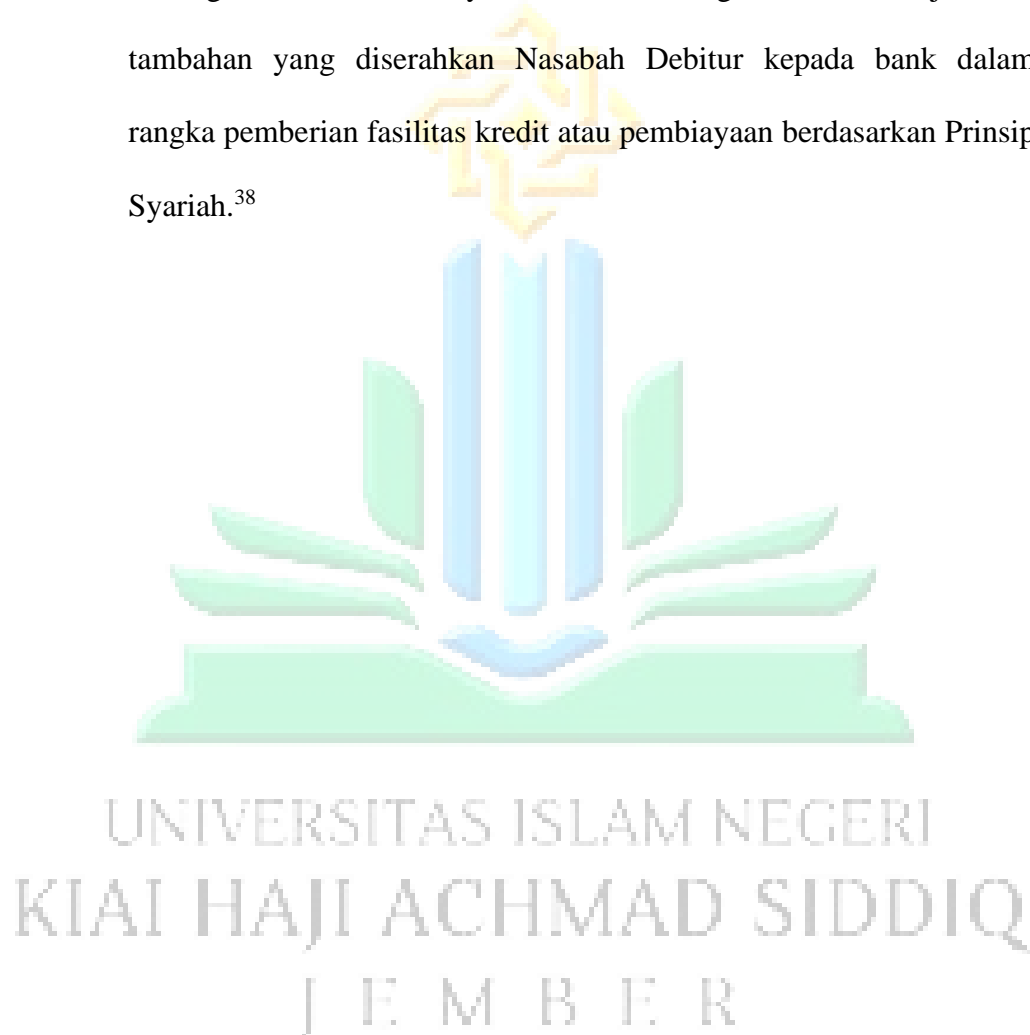 tambahan yang diserahkan Nasabah Debitur kepada bank dalam
rangka pemberian fasilitas kredit atau pembiayaan berdasarkan Prinsip
Syariah.³⁸
UNIVERSITAS ISLAM NEGERI
KIAI HAJI ACHMAD SIDDIQ
JEMBER